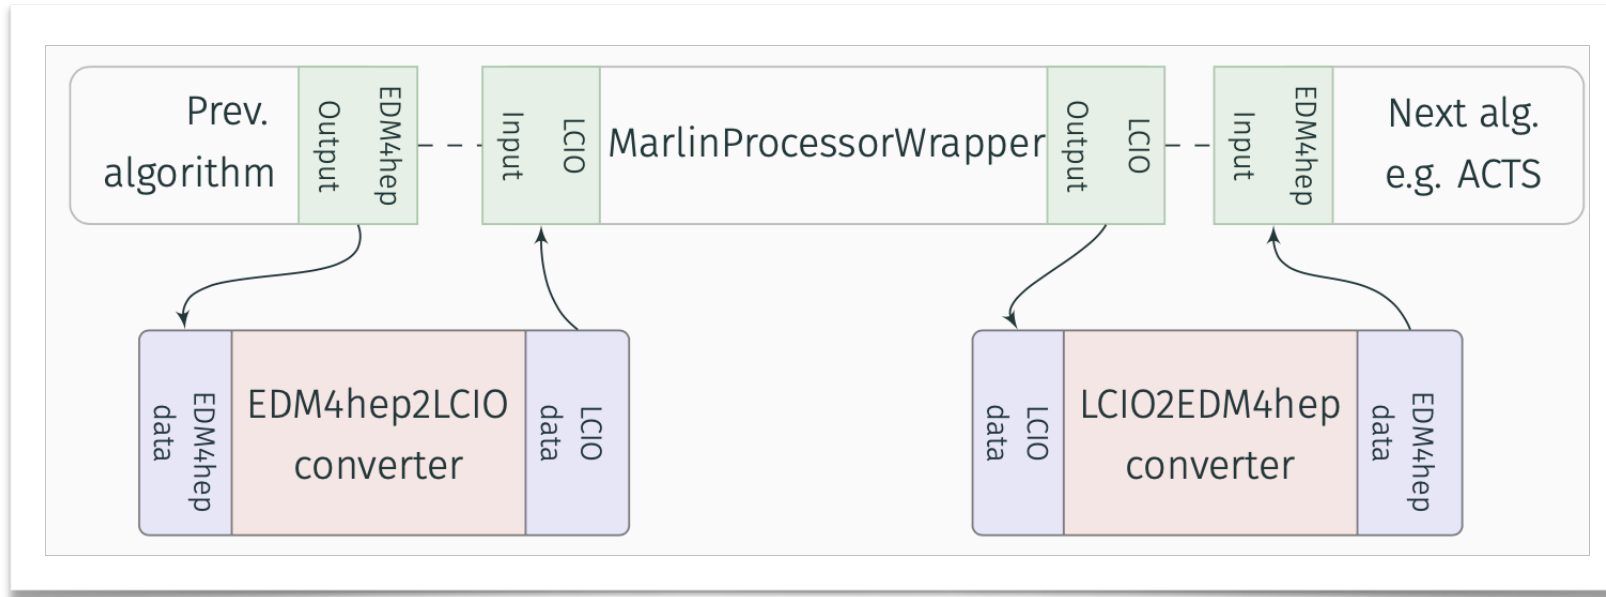 Prev.
algorithm
EDM4hep
Output
LCIO
Input
MarlinProcessorWrapper
LCIO
Output
EDM4hep
Input
Next alg.
e.g. ACTS
EDM4hep
data
EDM4hep2LCIO
converter
LCIO
data
LCIO
data
LCIO2EDM4hep
converter
EDM4hep
data